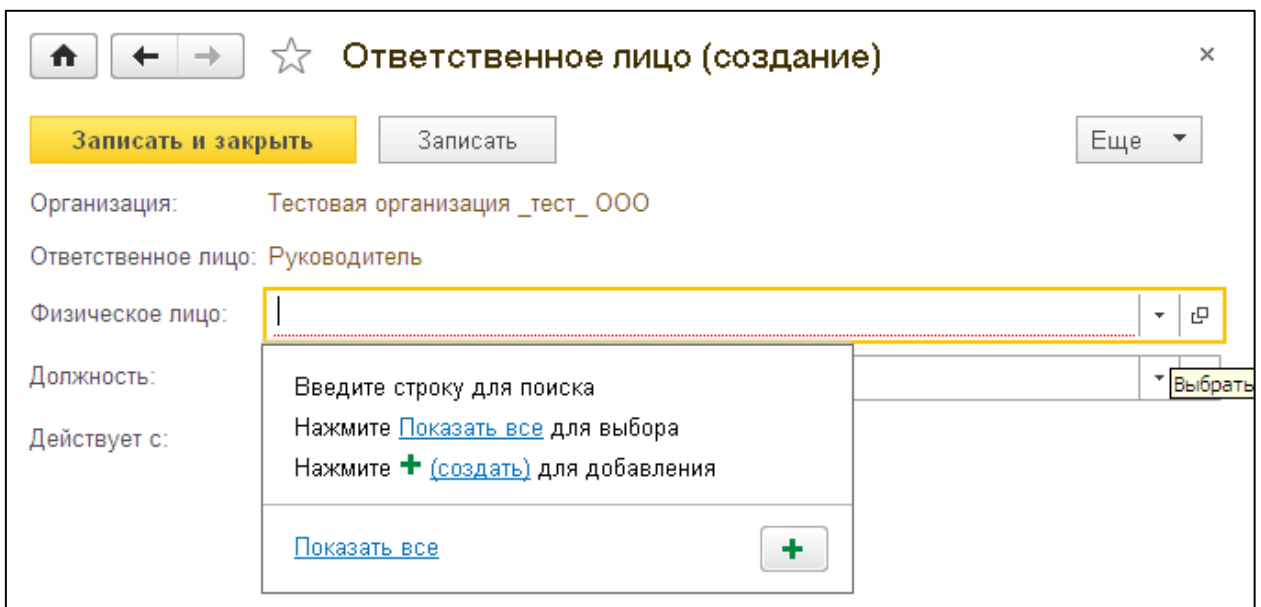 Ответственное лицо (создание)
Записать и закрыть Записать Еще
Организация: Тестовая организация _тест_ ООО
Ответственное лицо: Руководитель
Физическое лицо:
Должность:
Выбрать
Действует с:
Введите строку для поиска
Нажмите Показать все для выбора
Нажмите + (создать) для добавления
Показать все